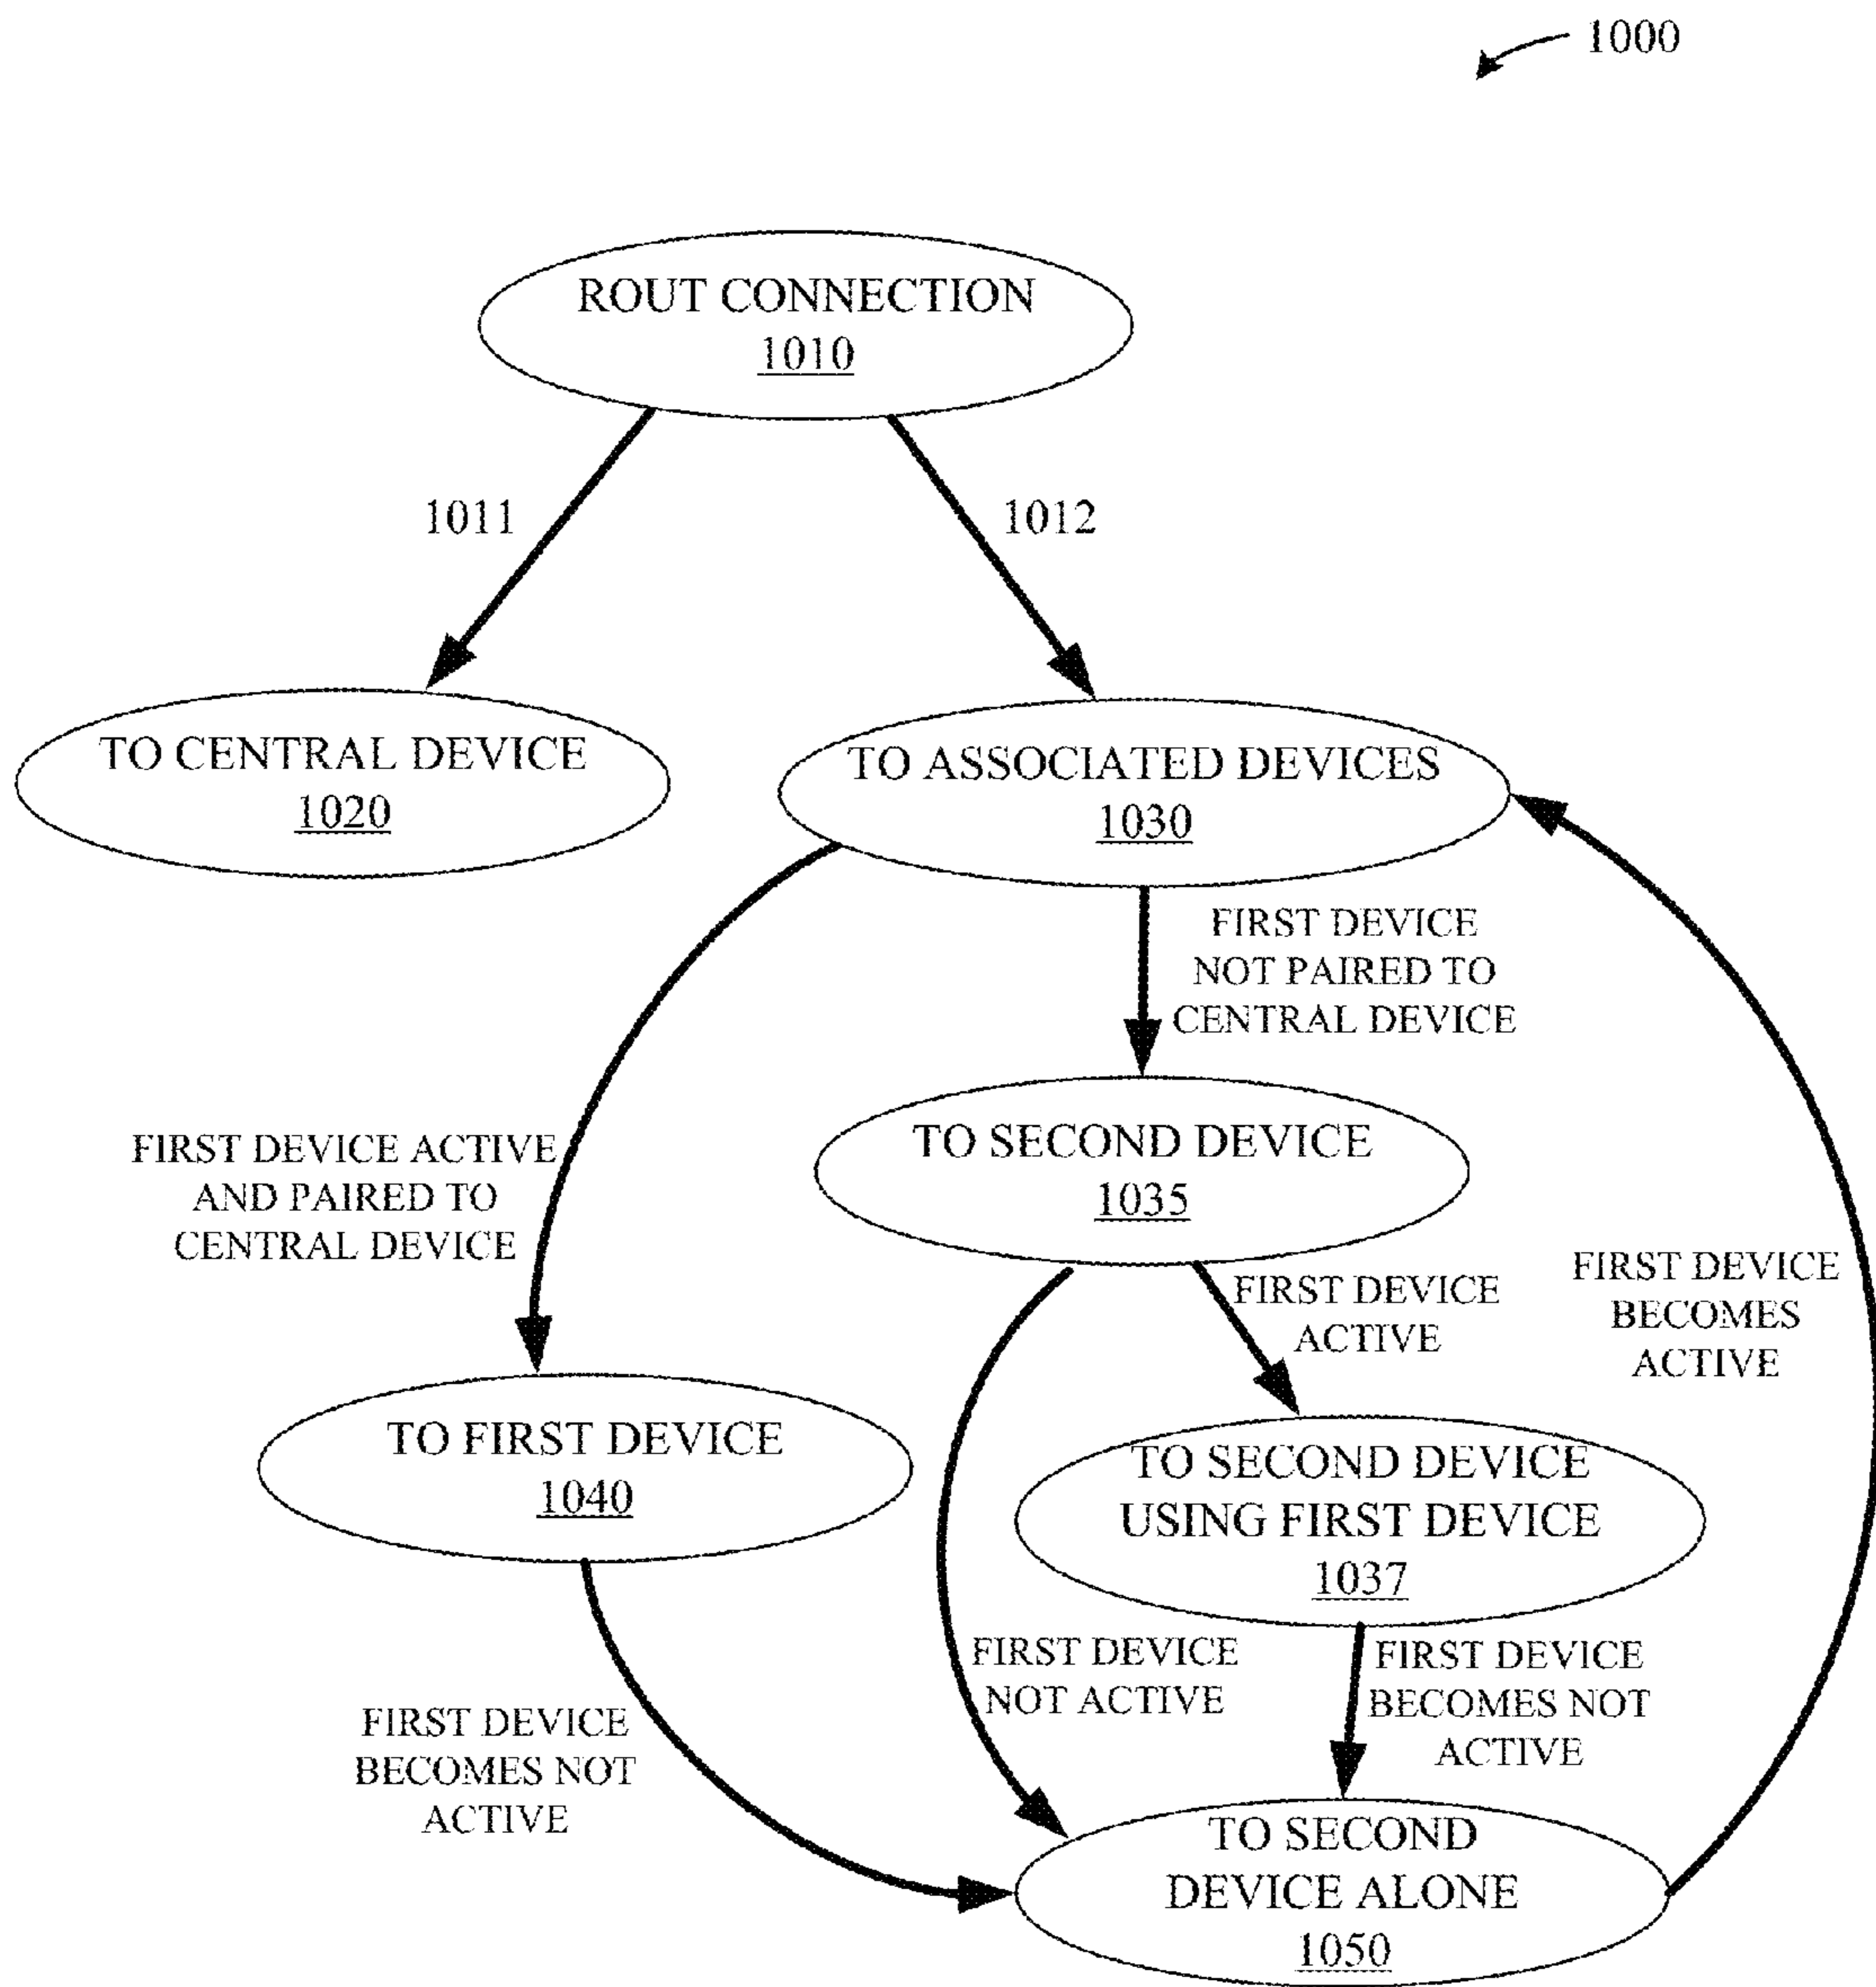 1000
ROUT CONNECTION
1010
1011
1012
TO CENTRAL DEVICE
1020
TO ASSOCIATED DEVICES
1030
FIRST DEVICE
NOT PAIRED TO
CENTRAL DEVICE
FIRST DEVICE ACTIVE
AND PAIRED TO
CENTRAL DEVICE
TO SECOND DEVICE
1035
FIRST DEVICE
ACTIVE
FIRST DEVICE
BECOMES
ACTIVE
TO FIRST DEVICE
1040
TO SECOND DEVICE
USING FIRST DEVICE
1037
FIRST DEVICE
NOT ACTIVE
FIRST DEVICE
BECOMES NOT
ACTIVE
FIRST DEVICE
BECOMES NOT
ACTIVE
TO SECOND
DEVICE ALONE
1050